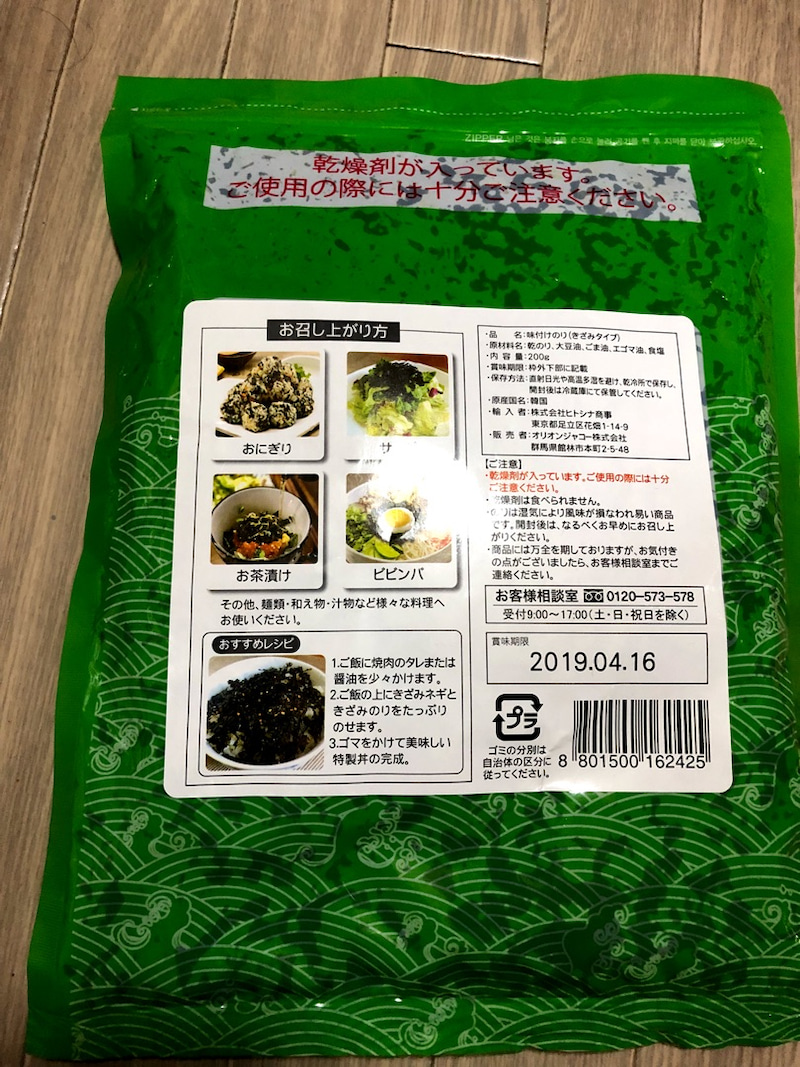 乾燥剤が入っています。
ご使用の際には十分ご注意ください。
お召し上がり方
おにぎり
サ
お茶漬け
ビビンバ
その他、麺類・和え物・汁物など様々な料理へ
お使いください。
おすすめレシピ
1.ご飯に焼肉のタレまたは
醤油を少々かけます。
2.ご飯の上にきざみネギと
きざみのりをたっぷり
のせます。
3.ゴマをかけて美味しい
特製丼の完成。
・品 名:味付けのり(きざみタイプ)
・原材料名:乾のり、大豆油、ごま油、エゴマ油、食塩
・内 容 量:200g
・賞味期限:枠外下部に記載
・保存方法:直射日光や高温多湿を避け、乾冷所で保存し、
開封後は冷蔵庫にて保管してください。
・原産国名:韓国
・輸 入 者:株式会社ヒトシナ商事
東京都足立区花畑1-14-9
・販 売 者:オリオンジャコー株式会社
群馬県館林市本町2-5-48
【ご注意】
・乾燥剤が入っています。ご使用の際には十分
ご注意ください。
・乾燥剤は食べられません。
・のりは湿気により風味が損なわれ易い商品
です。開封後は、なるべくお早めにお召し上
がりください。
・商品には万全を期しておりますが、お気付き
の点がございましたら、お客様相談室までご
連絡ください。
お客様相談室 0120-573-578
受付9:00～17:00(土・日・祝日を除く)
賞味期限
2019.04.16
プラ
ゴミの分別は
自治体の区分に
従ってください。
8 801500 162425